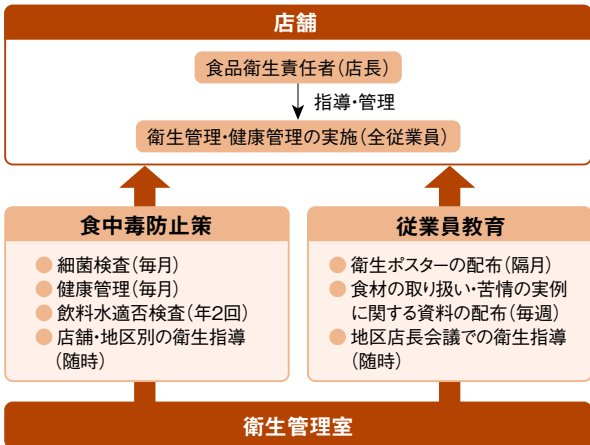 店舗
食品衛生責任者(店長)
指導・管理
衛生管理・健康管理の実施(全従業員)
食中毒防止策
● 細菌検査(毎月)
● 健康管理(毎月)
● 飲料水適否検査(年2回)
● 店舗・地区別の衛生指導
(随時)
従業員教育
● 衛生ポスターの配布(隔月)
● 食材の取り扱い・苦情の実例
に関する資料の配布(毎週)
● 地区店長会議での衛生指導
(随時)
衛生管理室